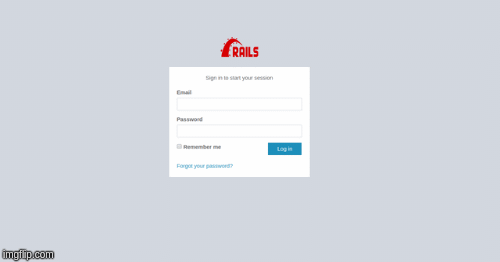 RAILS
Sign in to start your session
Email
Password
Remember me
Log in
Forgot your password?
imgflip.com